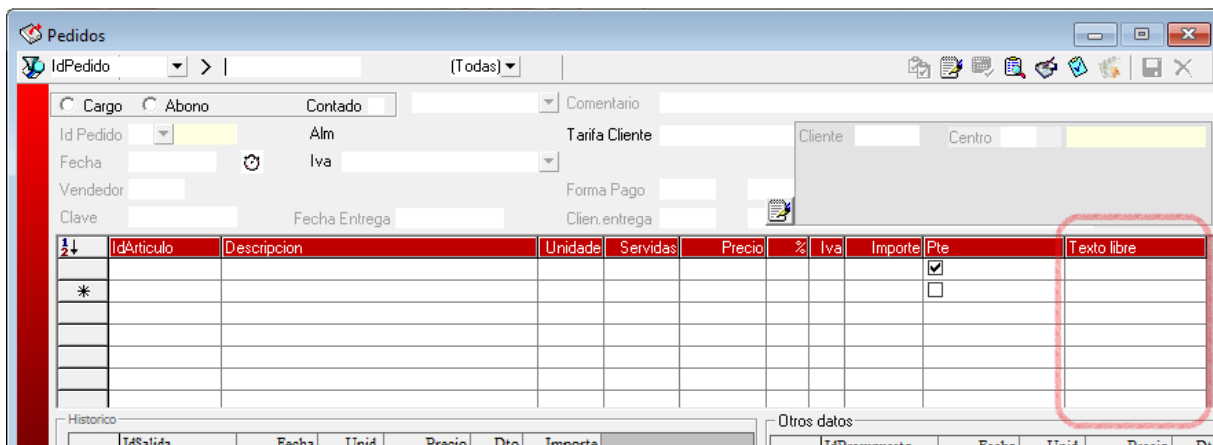 Pedidos
IdPedido > (Todas)
Cargo Abono Contado Comentario
Id Pedido Alm Tarifa Cliente Cliente Centro
Fecha Iva
Vendedor Forma Pago
Clave Fecha Entrega Clien.entrega
IdArticulo Descripcion Unidade Servidas Precio % Iva Importe Pte Texto libre
Historico Otros datos
IdSalida Fecha Unid Precio Dto Importe IdPresupuesto Fecha Unid Precio Dt